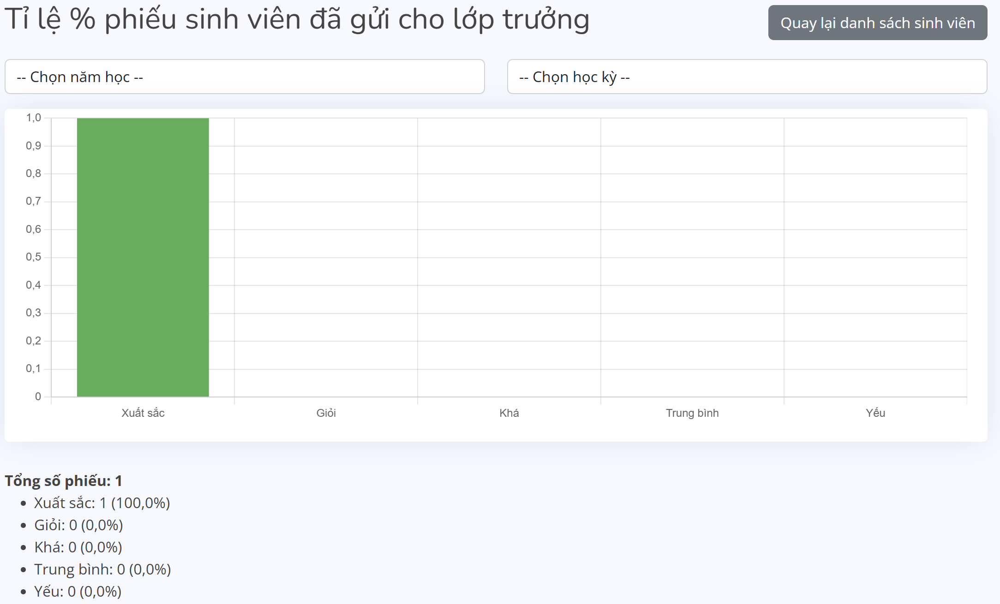 Tỉ lệ % phiếu sinh viên đã gửi cho lớp trưởng
Quay lại danh sách sinh viên
-- Chọn năm học --
-- Chọn học kỳ --
1,0
0,9
0,8
0,7
0,6
0,5
0,4
0,3
0,2
0,1
0
Xuất sắc
Giỏi
Khá
Trung bình
Yếu
Tổng số phiếu: 1
Xuất sắc: 1 (100,0%)
Giỏi: 0 (0,0%)
Khá: 0 (0,0%)
Trung bình: 0 (0,0%)
Yếu: 0 (0,0%)